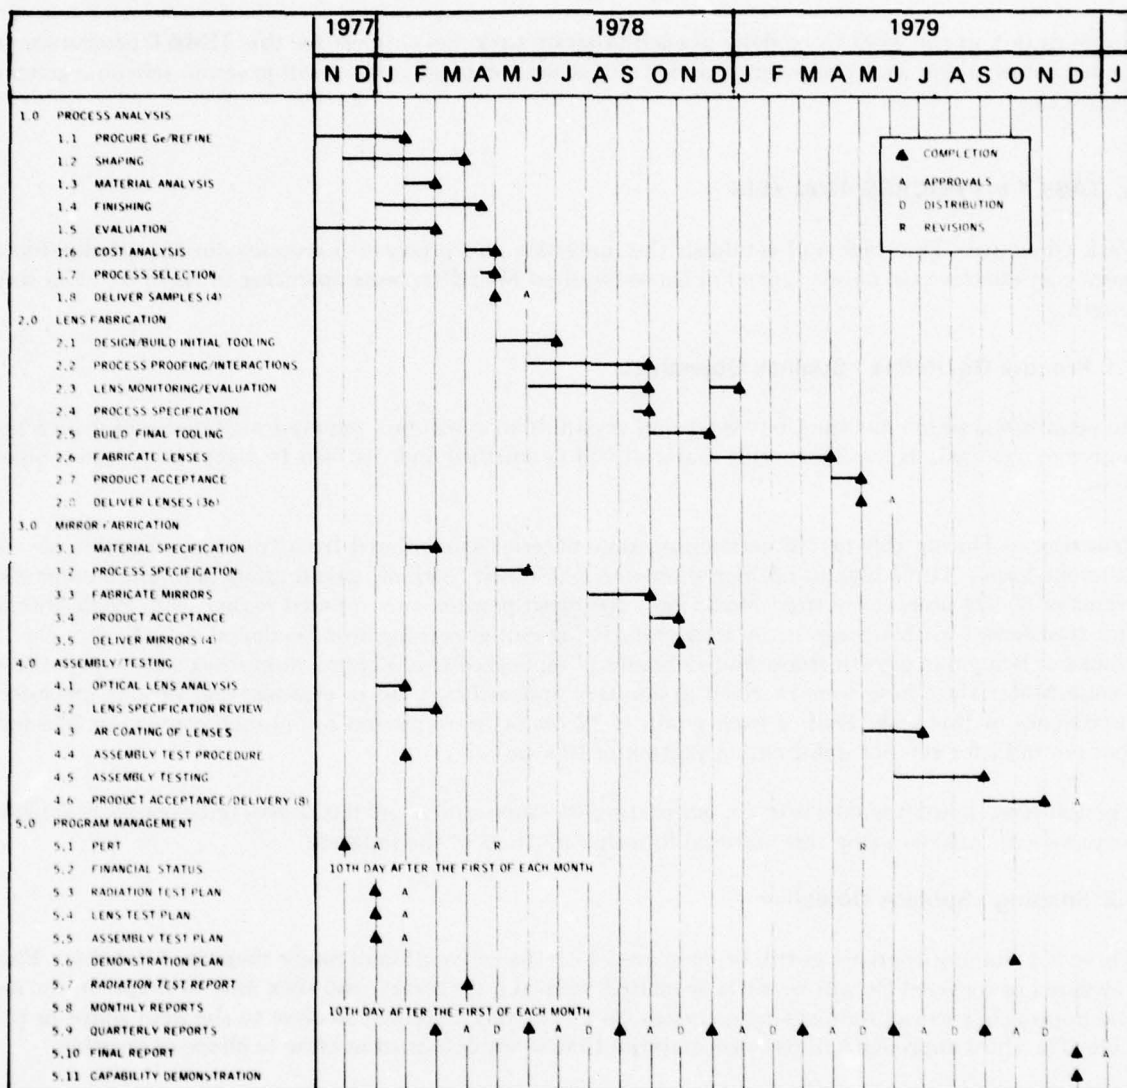 1977 1978 1979
N D F M A M J J A S O N D F M A M J J A S O N D J
1.0 PROCESS ANALYSIS
1.1 PROCURE Ge/REFINE
▲ COMPLETION
1.2 SHAPING
1.3 MATERIAL ANALYSIS
A APPROVALS
1.4 FINISHING
D DISTRIBUTION
1.5 EVALUATION
R REVISIONS
1.6 COST ANALYSIS
1.7 PROCESS SELECTION
1.8 DELIVER SAMPLES (4) A
2.0 LENS FABRICATION
2.1 DESIGN/BUILD INITIAL TOOLING
2.2 PROCESS PROOFING/INTERACTIONS
2.3 LENS MONITORING/EVALUATION
2.4 PROCESS SPECIFICATION
2.5 BUILD FINAL TOOLING
2.6 FABRICATE LENSES
2.7 PRODUCT ACCEPTANCE
2.8 DELIVER LENSES (36) A
3.0 MIRROR FABRICATION
3.1 MATERIAL SPECIFICATION
3.2 PROCESS SPECIFICATION
3.3 FABRICATE MIRRORS
3.4 PRODUCT ACCEPTANCE
3.5 DELIVER MIRRORS (4) A
4.0 ASSEMBLY/TESTING
4.1 OPTICAL LENS ANALYSIS
4.2 LENS SPECIFICATION REVIEW
4.3 AR COATING OF LENSES
4.4 ASSEMBLY TEST PROCEDURE
4.5 ASSEMBLY TESTING
4.6 PRODUCT ACCEPTANCE/DELIVERY (8) A
5.0 PROGRAM MANAGEMENT
5.1 PERT R R
5.2 FINANCIAL STATUS 10TH DAY AFTER THE FIRST OF EACH MONTH
5.3 RADIATION TEST PLAN A
5.4 LENS TEST PLAN A
5.5 ASSEMBLY TEST PLAN A
5.6 DEMONSTRATION PLAN
5.7 RADIATION TEST REPORT
5.8 MONTHLY REPORTS 10TH DAY AFTER THE FIRST OF EACH MONTH
5.9 QUARTERLY REPORTS A D A D A D A D A D A D A D
5.10 FINAL REPORT A
5.11 CAPABILITY DEMONSTRATION